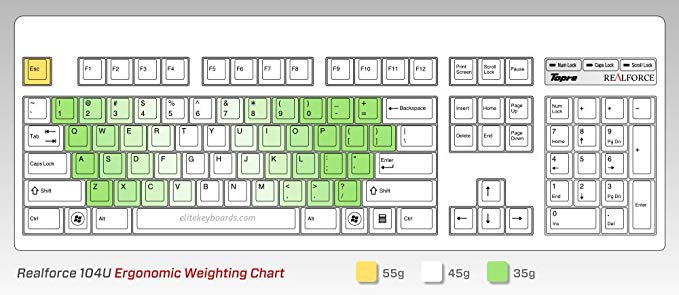 Esc F1 F2 F3 F4 F5 F6 F7 F8 F9 F10 F11 F12 Print Screen Scroll Lock Pause Num Lock Caps Lock Scroll Lock
Topre REALFORCE
~ ! @ # $ % ^ & * ( ) _ +
` 1 2 3 4 5 6 7 8 9 0 - = ← Backspace Insert Home Page Up Num Lock
Tab Q W E R T Y U I O P { [ } ] | \ Delete End Page Down 7 Home 8 ↑ 9 Pg Dn +
Caps Lock A S D F G H J K L : ; " ' Enter 4 ← 5 6 →
⇧ Shift Z X C V B N M < , > . ? / ⇧ Shift ↑ 1 End 2 ↓ 3 Pg Dn Enter
Ctrl Alt elitekeyboards.com Alt Ctrl ← ↓ → 0 Ins . Del
Realforce 104U Ergonomic Weighting Chart 55g 45g 35g